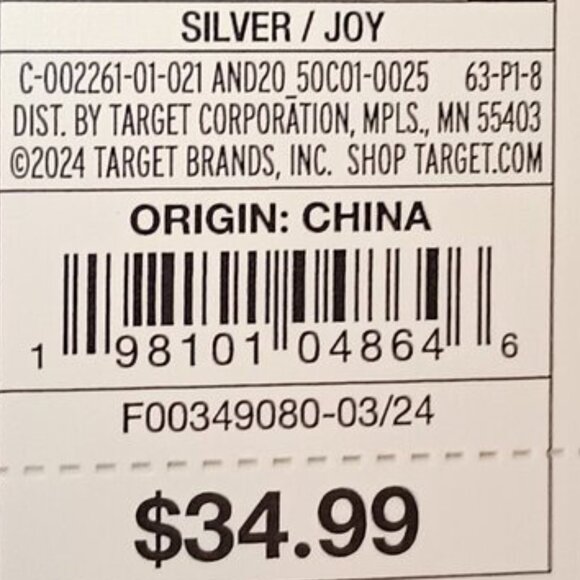 SILVER / JOY
C-002261-01-021 AND20_50C01-0025 63-P1-8
DIST. BY TARGET CORPORATION, MPLS., MN 55403
©2024 TARGET BRANDS, INC. SHOP TARGET.COM
ORIGIN: CHINA
1 98101 04864 6
F00349080-03/24
$34.99